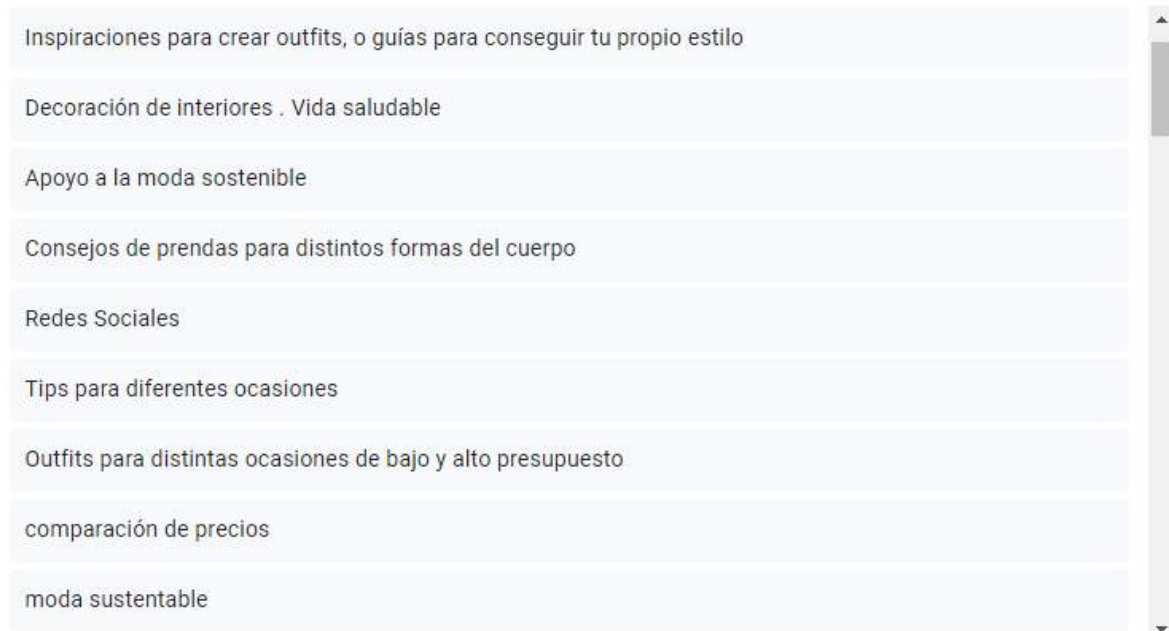 Inspiraciones para crear outfits, o guías para conseguir tu propio estilo
Decoración de interiores . Vida saludable
Apoyo a la moda sostenible
Consejos de prendas para distintos formas del cuerpo
Redes Sociales
Tips para diferentes ocasiones
Outfits para distintas ocasiones de bajo y alto presupuesto
comparación de precios
moda sustentable